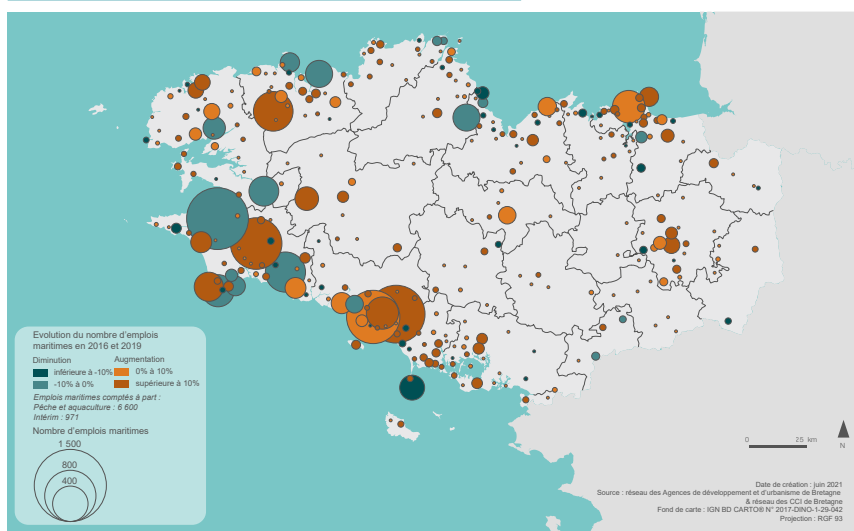 Evolution du nombre d'emplois
maritimes en 2016 et 2019
Diminution
Augmentation
inférieure à -10%
0% à 10%
-10% à 0%
supérieure à 10%
Emplois maritimes comptés à part :
Pêche et aquaculture : 6 600
Intérim : 971
Nombre d'emplois maritimes
1 500
800
400
0
25 km
N
Date de création : juin 2021
Source : réseau des Agences de développement et d'urbanisme de Bretagne
& réseau des CCI de Bretagne
Fond de carte : IGN BD CARTO® N° 2017-DINO-1-29-042
Projection : RGF 93